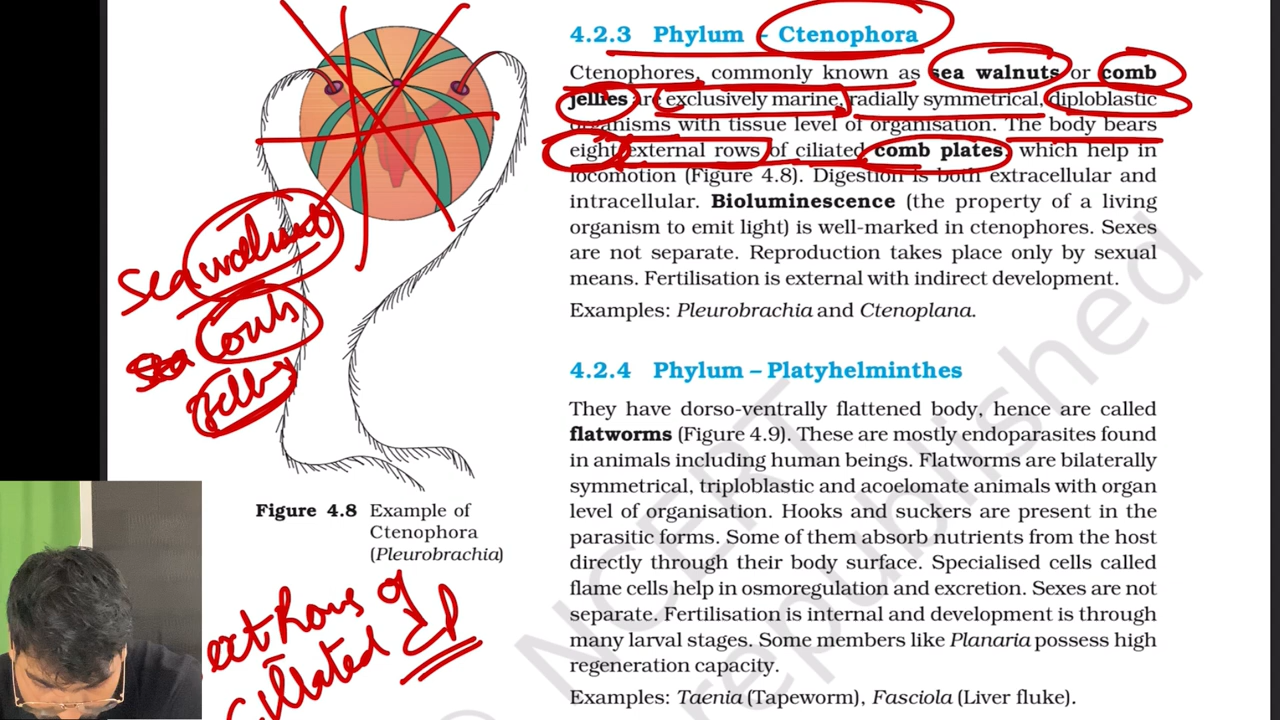 4.2.3 Phylum – Ctenophora
Ctenophores, commonly known as sea walnuts or comb
jellies are exclusively marine, radially symmetrical, diploblastic
organisms with tissue level of organisation. The body bears
eight external rows of ciliated comb plates, which help in
locomotion (Figure 4.8). Digestion is both extracellular and
intracellular. Bioluminescence (the property of a living
organism to emit light) is well-marked in ctenophores. Sexes
are not separate. Reproduction takes place only by sexual
means. Fertilisation is external with indirect development.
Examples: Pleurobrachia and Ctenoplana.
Sea
Sea
Jelly
Figure 4.8 Example of
Ctenophora
(Pleurobrachia)
ext Rows of
4.2.4 Phylum – Platyhelminthes
They have dorso-ventrally flattened body, hence are called
flatworms (Figure 4.9). These are mostly endoparasites found
in animals including human beings. Flatworms are bilaterally
symmetrical, triploblastic and acoelomate animals with organ
level of organisation. Hooks and suckers are present in the
parasitic forms. Some of them absorb nutrients from the host
directly through their body surface. Specialised cells called
flame cells help in osmoregulation and excretion. Sexes are not
separate. Fertilisation is internal and development is through
many larval stages. Some members like Planaria possess high
regeneration capacity.
Examples: Taenia (Tapeworm), Fasciola (Liver fluke).
NCERT
republished